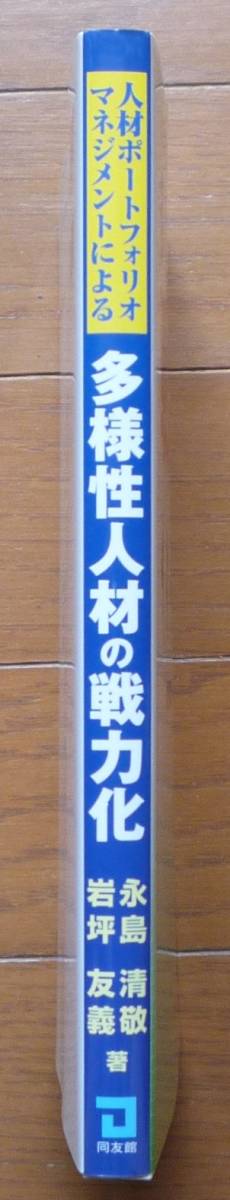 人材ポートフォリオ
マネジメントによる
多様性人材の戦力化
永島 清敬
岩坪 友義
著
同友館